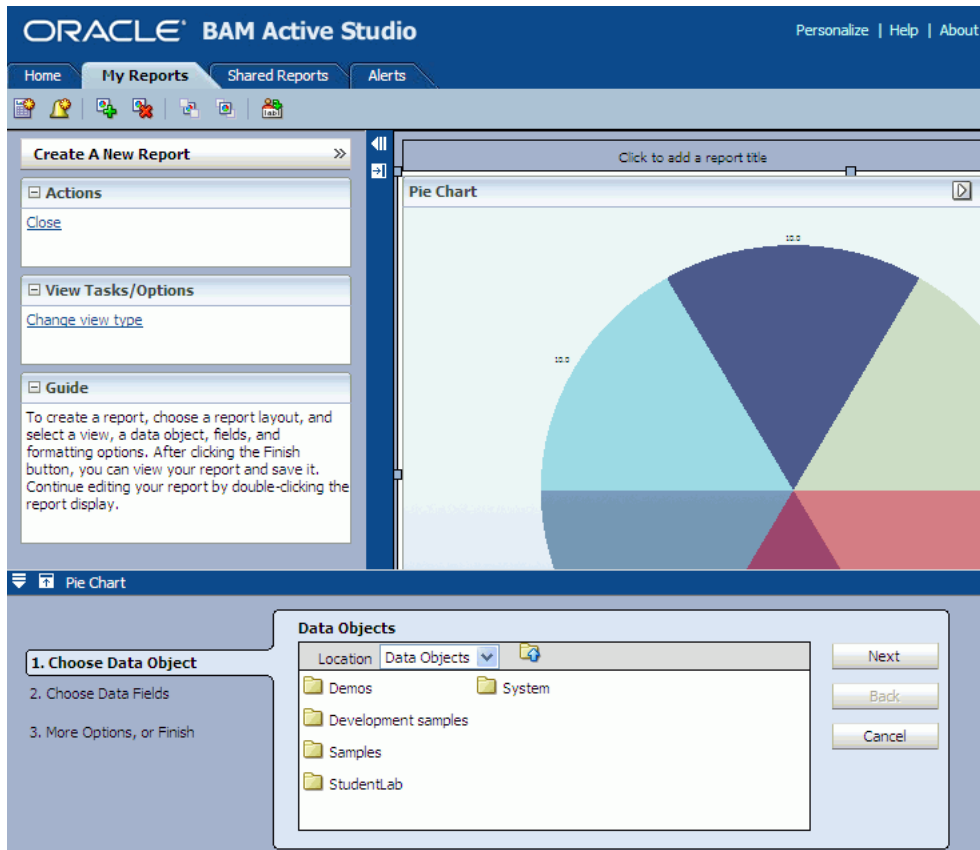 ORACLE BAM Active Studio
Personalize | Help | About
Home My Reports Shared Reports Alerts
Create A New Report
Actions
Close
View Tasks/Options
Change view type
Guide
To create a report, choose a report layout, and
select a view, a data object, fields, and
formatting options. After clicking the Finish
button, you can view your report and save it.
Continue editing your report by double-clicking the
report display.
Click to add a report title
Pie Chart
10.0
10.0
Pie Chart
1. Choose Data Object
2. Choose Data Fields
3. More Options, or Finish
Data Objects
Location Data Objects
Demos System
Development samples
Samples
StudentLab
Next
Back
Cancel